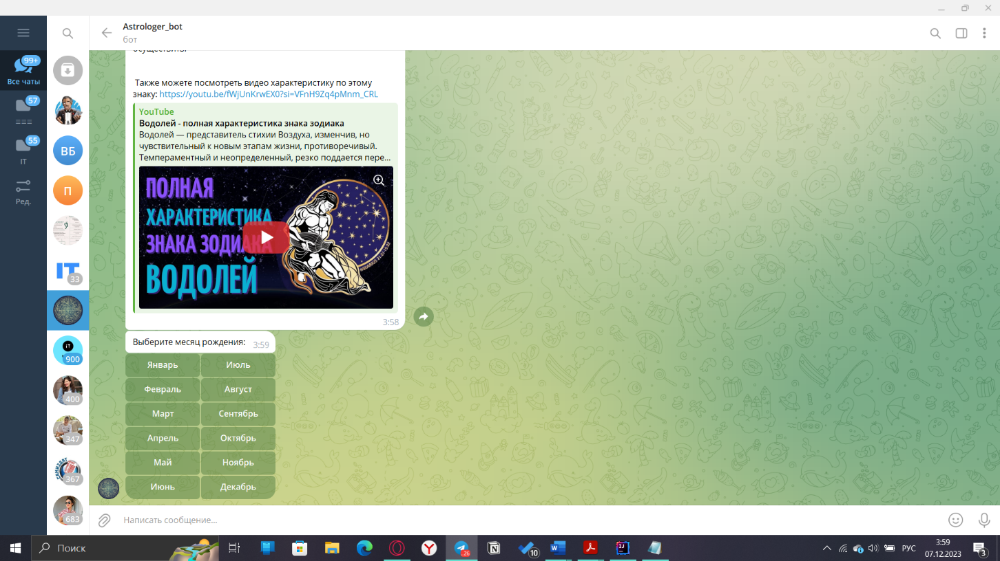 Astrologer_bot
бот
99+
Все чаты
57
===
55
IT
Ред.
ВБ
П
IT
33
iT
900
400
347
367
683
осуществить.
Также можете посмотреть видео характеристику по этому
знаку: https://youtu.be/fWjUnKrwEX0?si=VFnH9Zq4pMnm_CRL
YouTube
Водолей - полная характеристика знака зодиака
Водолей — представитель стихии Воздуха, изменчив, но
чувствительный к новым этапам жизни, противоречивый.
Темпераментный и неопределенный, резко поддается пере...
ПОЛНАЯ
ХАРАКТЕРИСТИКА
ЗНАКА ЗОДИАКА
ВОДОЛЕЙ
3:58
Выберите месяц рождения: 3:59
Январь Июль
Февраль Август
Март Сентябрь
Апрель Октябрь
Май Ноябрь
Июнь Декабрь
Написать сообщение...
Поиск
..26
10
РУС
3:59
07.12.2023
3